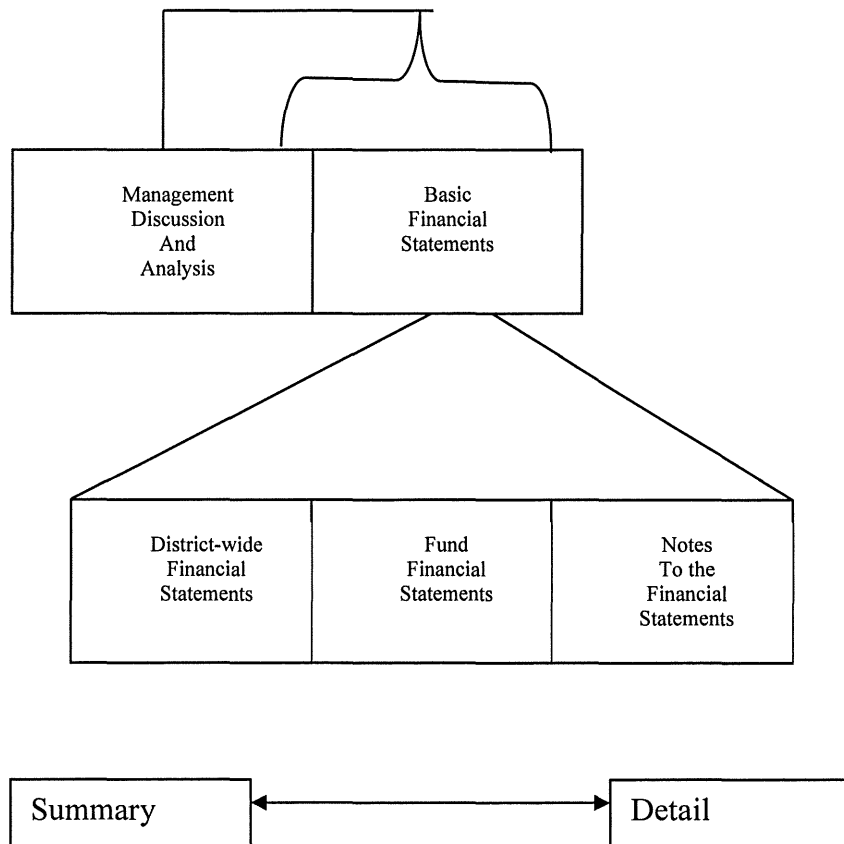 Management
Discussion
And
Analysis
Basic
Financial
Statements
District-wide
Financial
Statements
Fund
Financial
Statements
Notes
To the
Financial
Statements
Summary
Detail